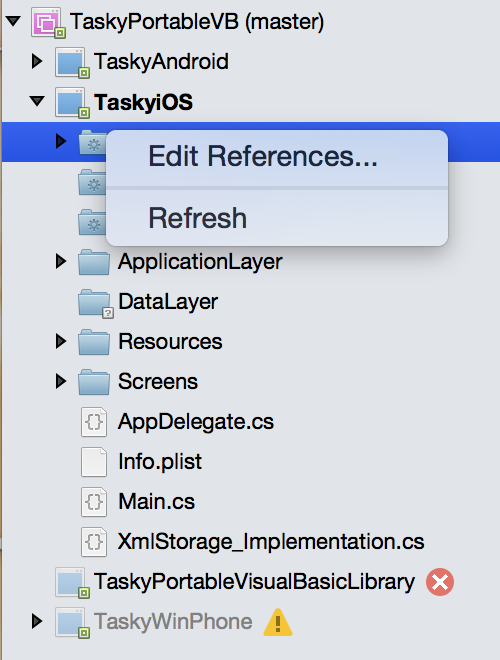 TaskyPortableVB (master)
TaskyAndroid
TaskyiOS
Edit References...
Refresh
ApplicationLayer
DataLayer
Resources
Screens
AppDelegate.cs
Info.plist
Main.cs
XmlStorage_Implementation.cs
TaskyPortableVisualBasicLibrary
TaskyWinPhone